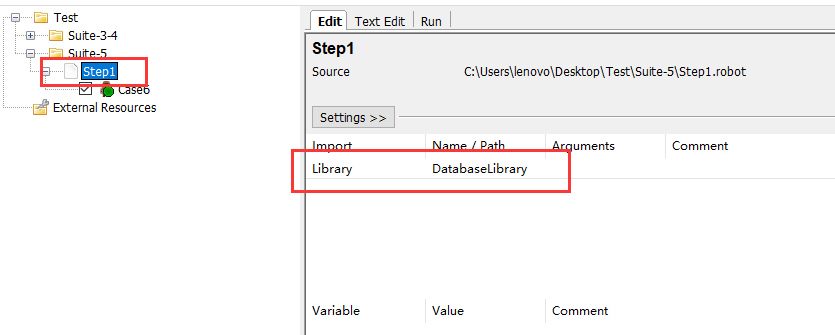 Test
Suite-3-4
Suite-5
Step1
Case6
External Resources
Edit Text Edit Run
Step1
Source C:\Users\lenovo\Desktop\Test\Suite-5\Step1.robot
Settings >>
Import Name / Path Arguments Comment
Library DatabaseLibrary
Variable Value Comment